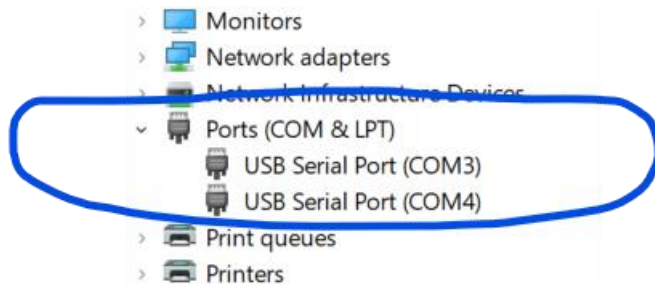 Monitors
Network adapters
Network Infrastructure Devices
Ports (COM & LPT)
USB Serial Port (COM3)
USB Serial Port (COM4)
Print queues
Printers